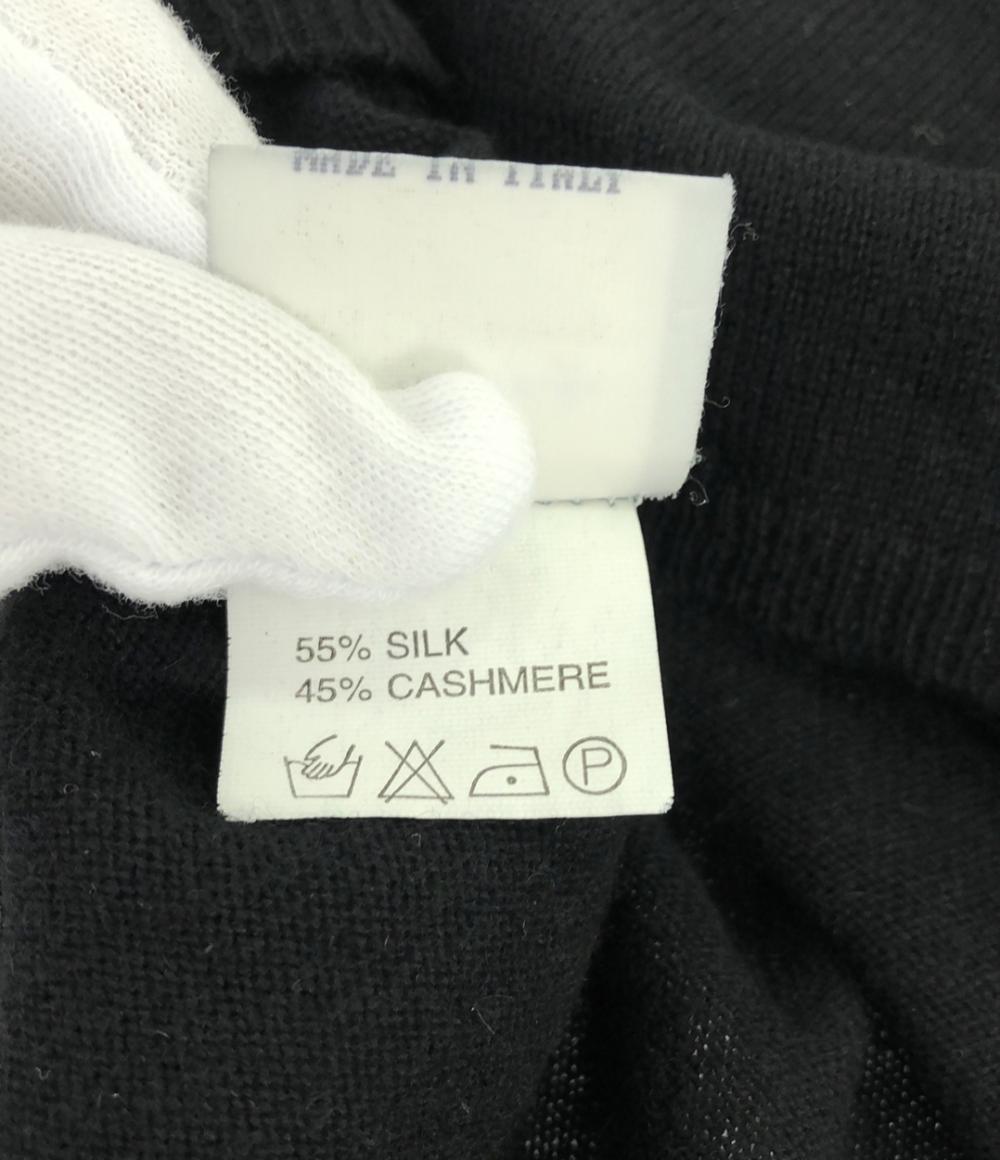 MADE IN ITALY
55% SILK
45% CASHMERE
P